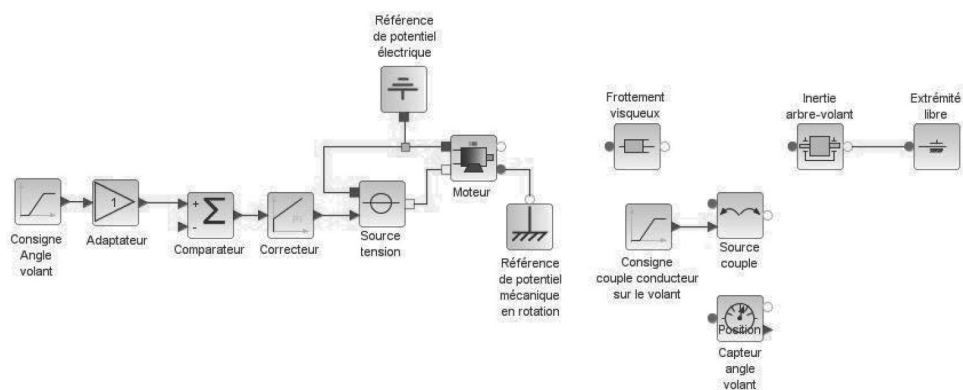 Référence
de potentiel
électrique
Frottement
visqueux
Inertie
arbre-volant
Extrémité
libre
Moteur
1
+
-
Σ
PI
Consigne
Angle
volant
Adaptateur
Comparateur
Correcteur
Source
tension
Référence
de potentiel
mécanique
en rotation
Consigne
couple conducteur
sur le volant
Source
couple
Position
Capteur
angle
volant